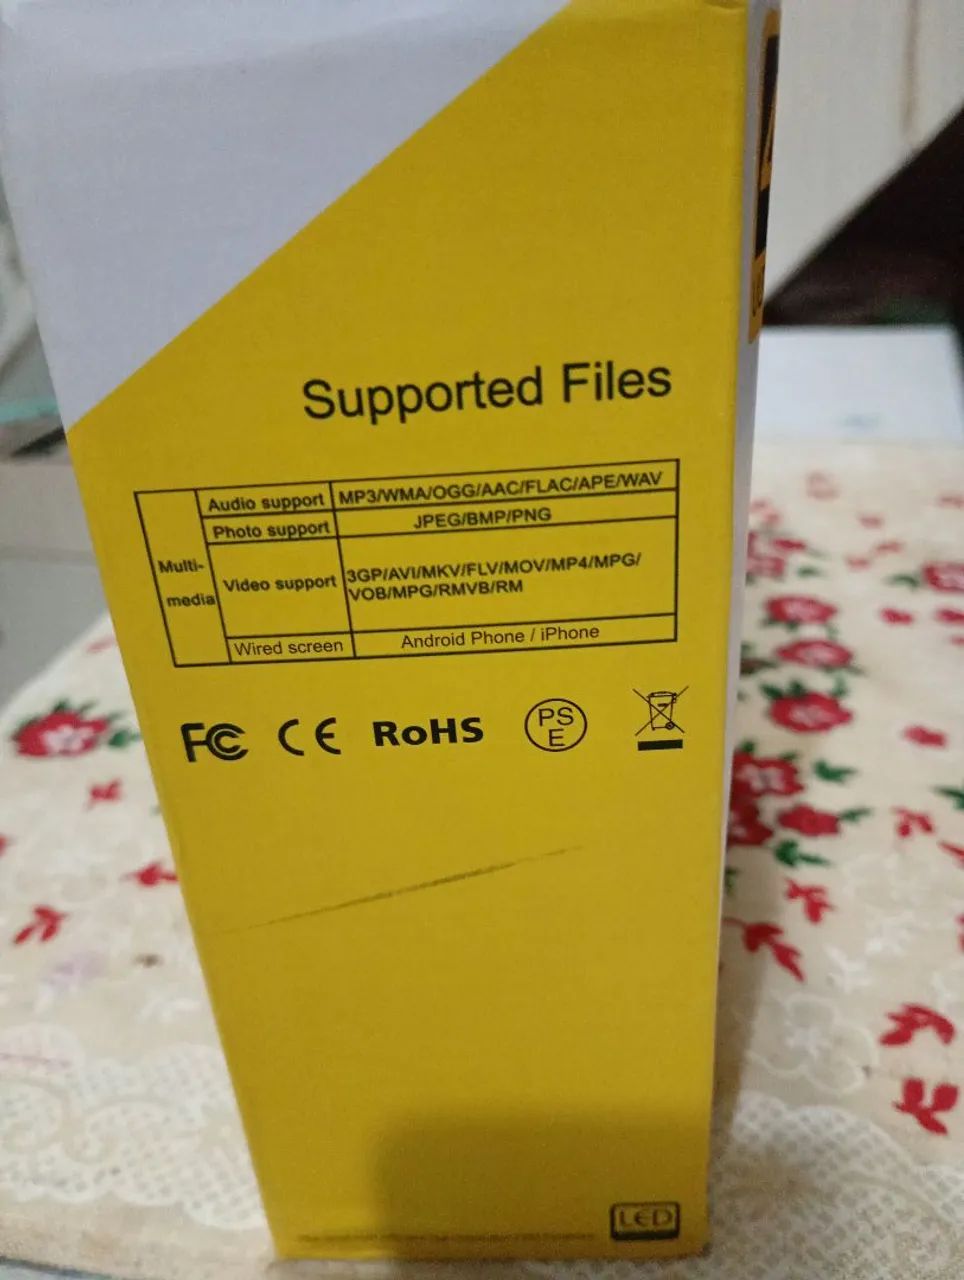 Supported Files
Multi-
media
Audio support
MP3/WMA/OGG/AAC/FLAC/APE/WAV
Photo support
JPEG/BMP/PNG
Video support
3GP/AVI/MKV/FLV/MOV/MP4/MPG/
VOB/MPG/RMVB/RM
Wired screen
Android Phone / iPhone
FC CE RoHS PS
E
LED